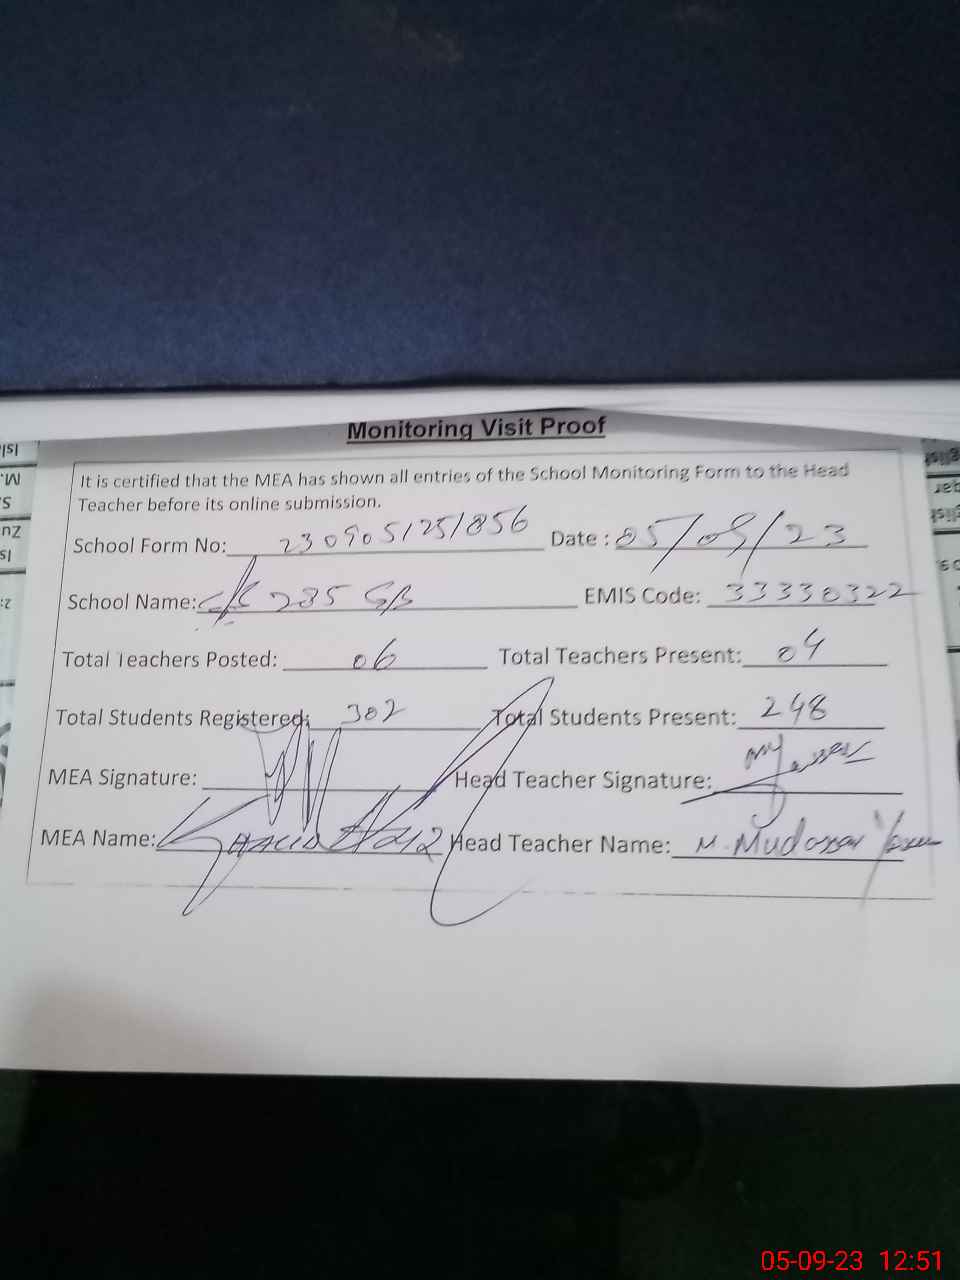 Monitoring Visit Proof
It is certified that the MEA has shown all entries of the School Monitoring Form to the Head
Teacher before its online submission.
School Form No: 2309051251856 Date : 05/09/23
School Name: 285 GB EMIS Code: 33330322
Total Teachers Posted: 06 Total Teachers Present: 04
Total Students Registered: 302 Total Students Present: 248
MEA Signature: Head Teacher Signature:
MEA Name: Head Teacher Name: M. Mudassar
05-09-23 12:51